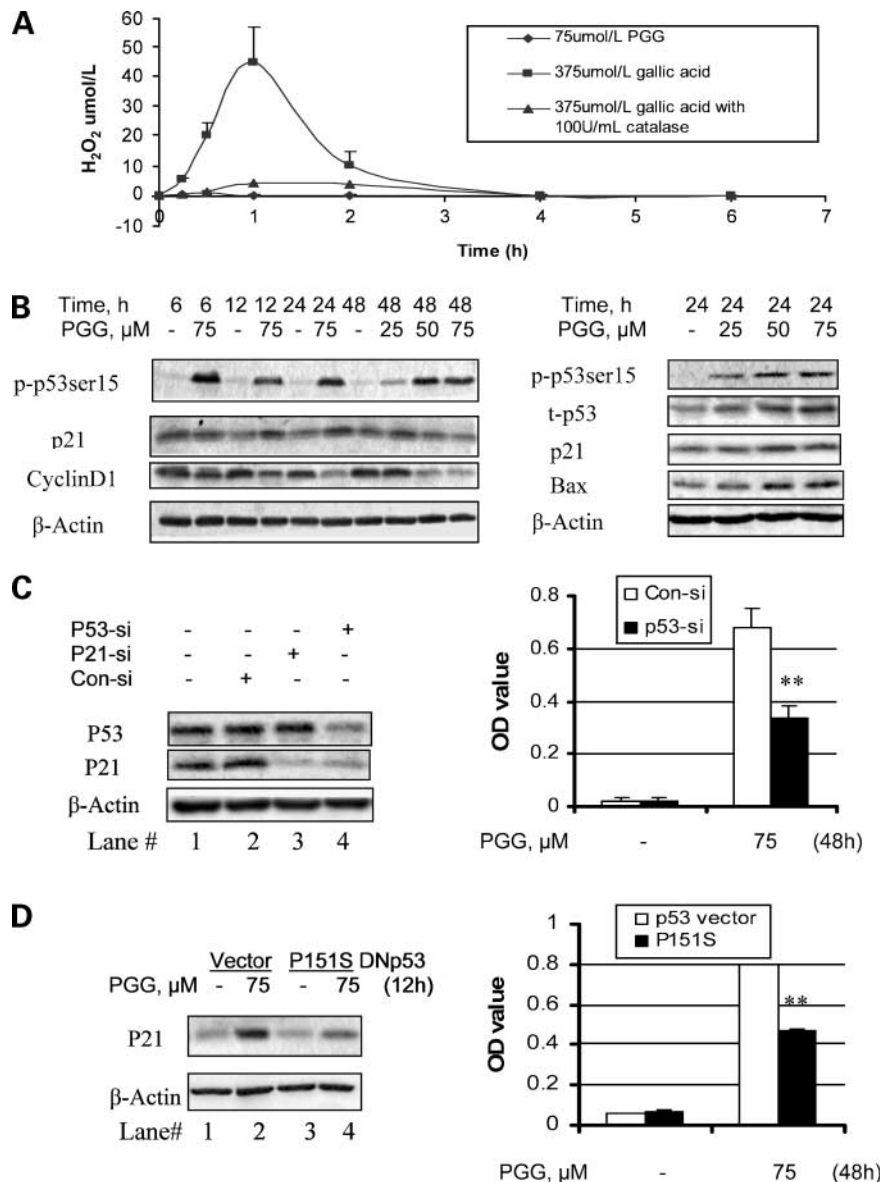 A
H2O2 umol/L
60
50
40
30
20
10
0
-10
0 1 2 3 4 5 6 7
Time (h)
75umol/L PGG
375umol/L gallic acid
375umol/L gallic acid with
100U/mL catalase
B
Time, h 6 6 12 12 24 24 48 48 48 48
PGG, µM - 75 - 75 - 75 - 25 50 75
p-p53ser15
p21
CyclinD1
β-Actin
Time, h 24 24 24 24
PGG, µM - 25 50 75
p-p53ser15
t-p53
p21
Bax
β-Actin
C
P53-si - - - +
P21-si - - + -
Con-si - + - -
P53
P21
β-Actin
Lane # 1 2 3 4
OD value
0.8
0.6
0.4
0.2
0
Con-si
p53-si
**
PGG, µM - 75 (48h)
D
Vector P151S DNp53
PGG, µM - 75 - 75 (12h)
P21
β-Actin
Lane# 1 2 3 4
OD value
1
0.8
0.6
0.4
0.2
0
p53 vector
P151S
**
PGG, µM - 75 (48h)